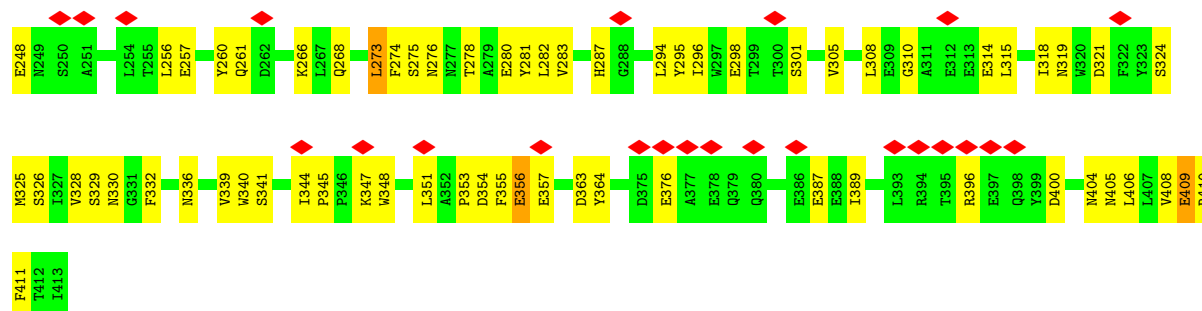 E248 N249 S250 A251 L254 T255 L256 E257 Y260 Q261 D262 K266 L267 Q268 L273 F274 S275 N276 N277 T278 A279 E280 Y281 L282 V283 H287 G288 L294 Y295 I296 W297 E298 T299 T300 S301 V305 L308 E309 G310 A311 E312 E313 E314 L315 I318 N319 W320 D321 F322 Y323 S324
M325 S326 I327 V328 S329 N330 G331 F332 N336 V339 W340 S341 I344 P345 P346 K347 W348 L351 A352 P353 D354 F355 E356 E357 D363 Y364 D375 E376 A377 E378 Q379 Q380 E386 E387 E388 I389 L393 R394 T395 R396 E397 Q398 Y399 D400 N404 N405 L406 L407 V408 E409
F411 T412 I413